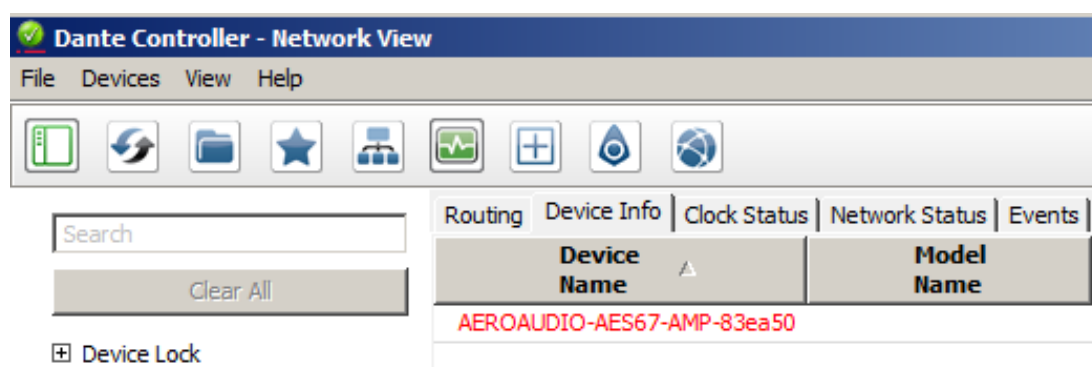 Dante Controller - Network View
File Devices View Help
Search
Clear All
Device Lock
Routing Device Info Clock Status Network Status Events
Device Name Model Name
AEROAUDIO-AES67-AMP-83ea50